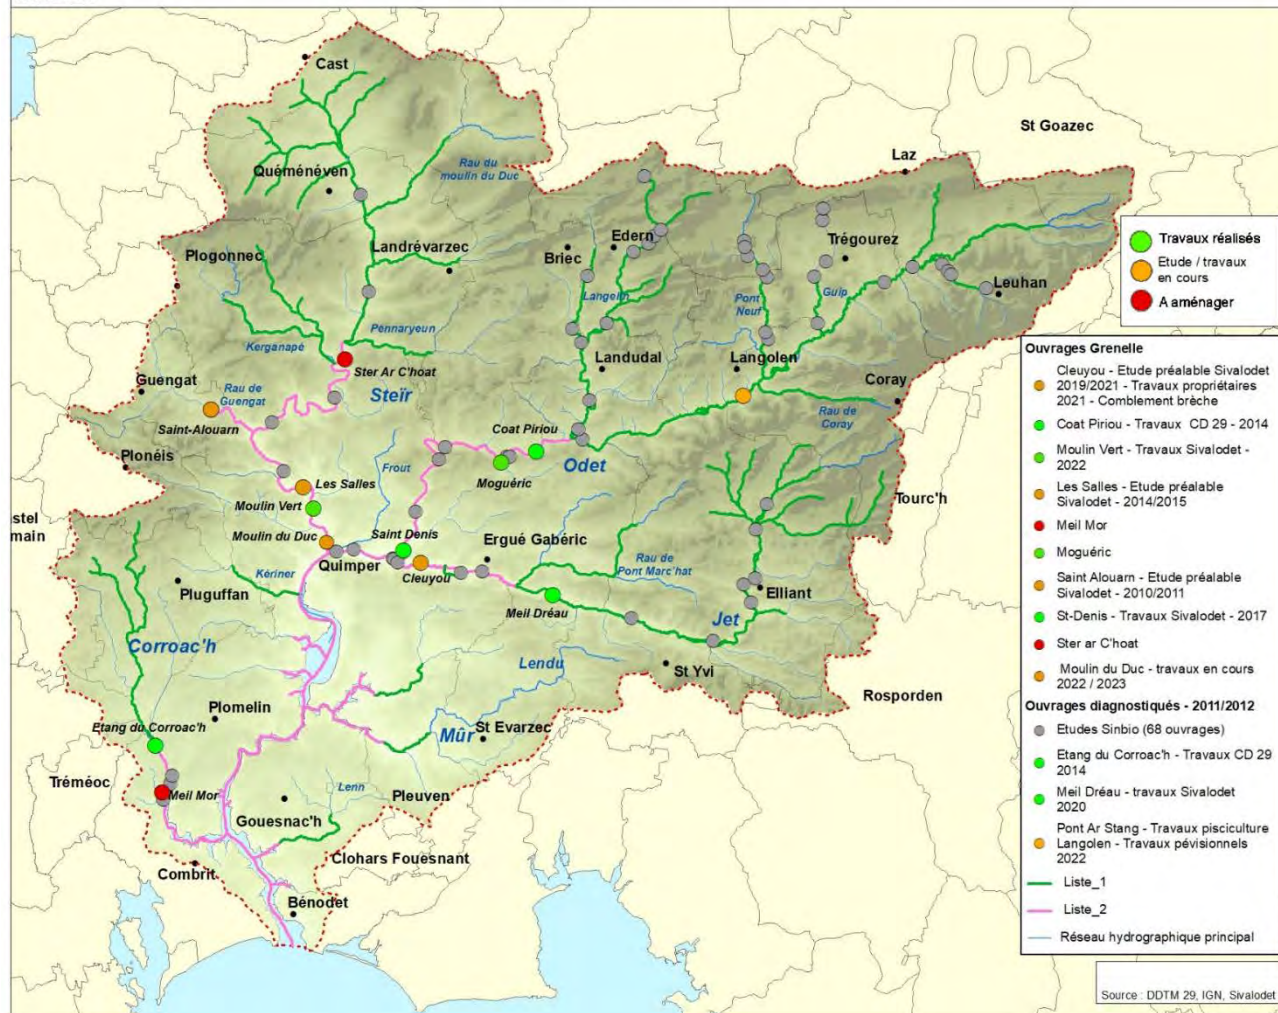 Cast
St Goazec
Laz
Rau du
moulin du Duc
Quéménéven
Travaux réalisés
Etude / travaux
en cours
A aménager
Edern
Trégourez
Landrévarzec
Briec
Plogonnec
Leuhan
Langelin
Pont
Neuf
Guip
Pennaryeun
Kerganapé
Ster Ar C'hoat
Landudal
Langolen
Guengat
Rau de
Guengat
Steïr
Coray
Saint-Alouarn
Rau de
Coray
Coat Piriou
Odet
Plonéis
Frout
Moguéric
Les Salles
Tourc'h
stel
main
Moulin Vert
Saint Denis
Ergué Gabéric
Moulin du Duc
Quimper
Cleuyou
Rau de
Pont Marc'hat
Kériner
Pluguffan
Elliant
Meil Dréau
Jet
Corroac'h
Lendu
St Yvi
Rosporden
Plomelin
Etang du Corroac'h
Mûr
St Evarzec
Tréméoc
Meil Mor
Lenn
Pleuven
Gouesnac'h
Clohars Fouesnant
Combrit
Bénodet
Ouvrages Grenelle
Cleuyou - Etude préalable Sivalodet
2019/2021 - Travaux propriétaires
2021 - Comblement brèche
Coat Piriou - Travaux CD 29 - 2014
Moulin Vert - Travaux Sivalodet -
2022
Les Salles - Etude préalable
Sivalodet - 2014/2015
Meil Mor
Moguéric
Saint Alouarn - Etude préalable
Sivalodet - 2010/2011
St-Denis - Travaux Sivalodet - 2017
Ster ar C'hoat
Moulin du Duc - travaux en cours
2022 / 2023
Ouvrages diagnostiqués - 2011/2012
Etudes Sinbio (68 ouvrages)
Etang du Corroac'h - Travaux CD 29
2014
Meil Dréau - travaux Sivalodet
2020
Pont Ar Stang - Travaux pisciculture
Langolen - Travaux pévisionnels
2022
Liste_1
Liste_2
Réseau hydrographique principal
Source : DDTM 29, IGN, Sivalodet